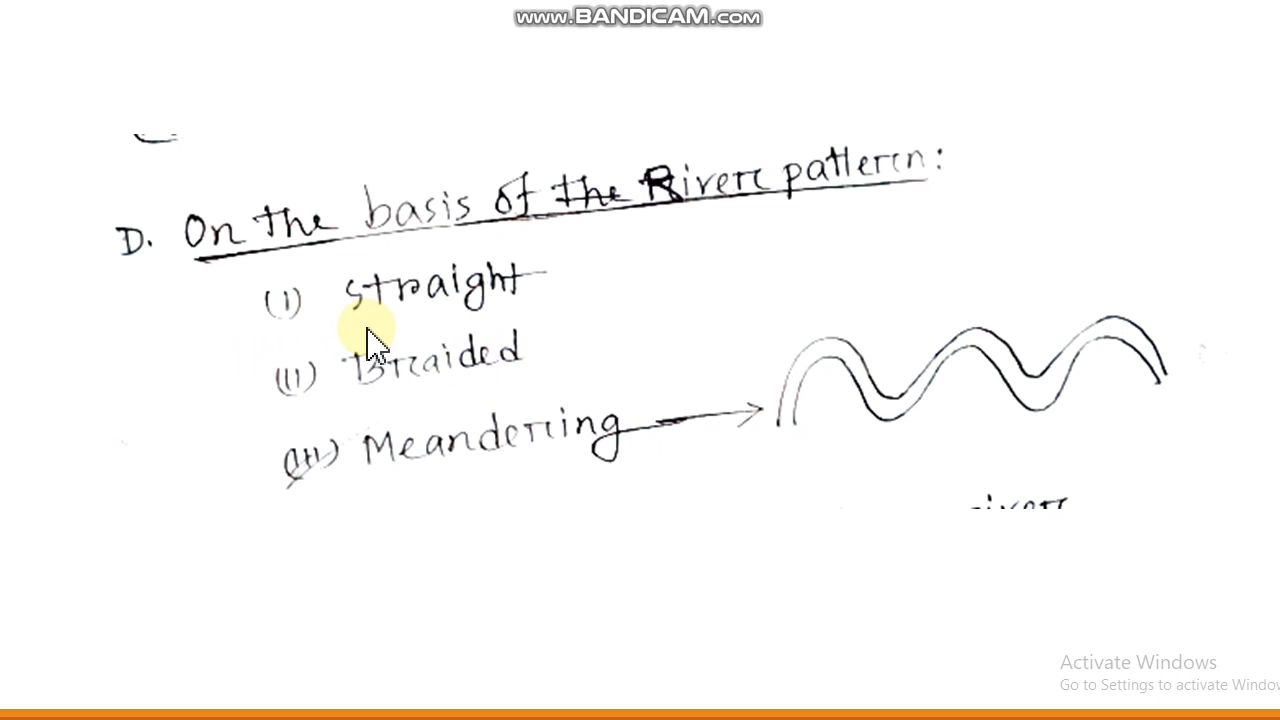 www.BANDICAM.com
D. On the basis of the River pattern:
(i) straight
(ii) Braided
(iii) Meandering
river
Activate Windows
Go to Settings to activate Windo